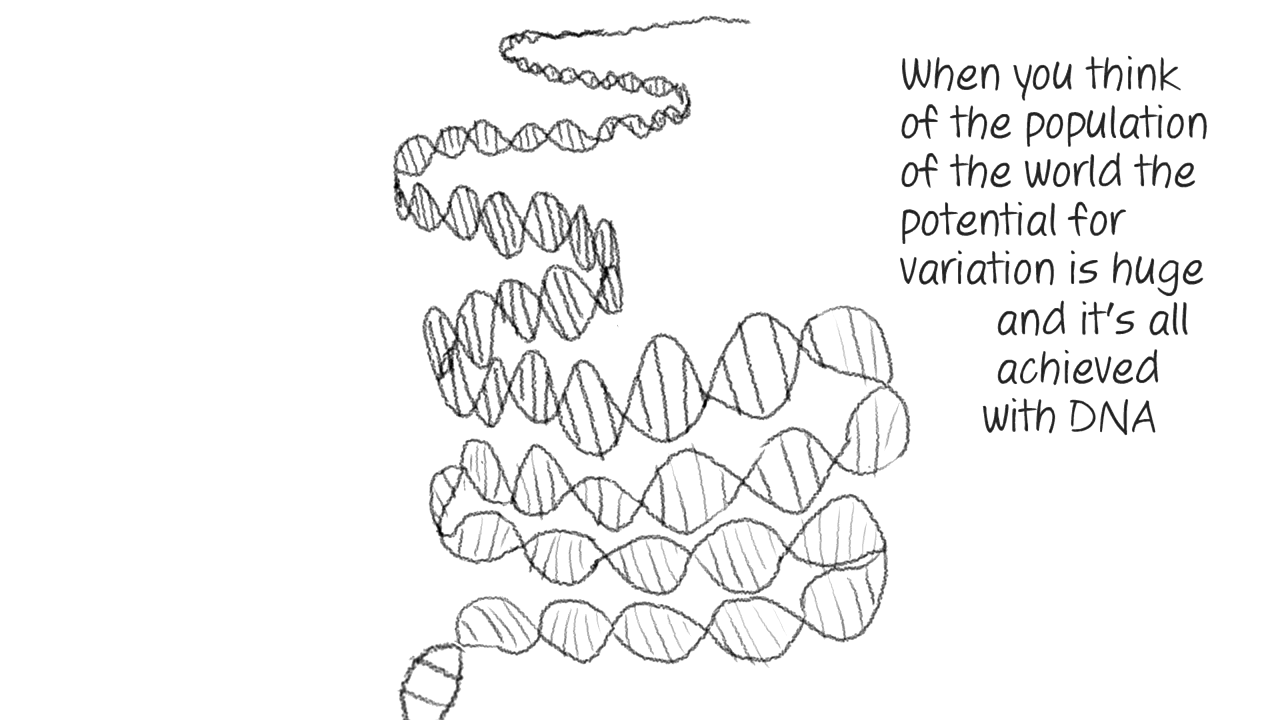 When you think
of the population
of the world the
potential for
variation is huge
and it's all
achieved
with DNA